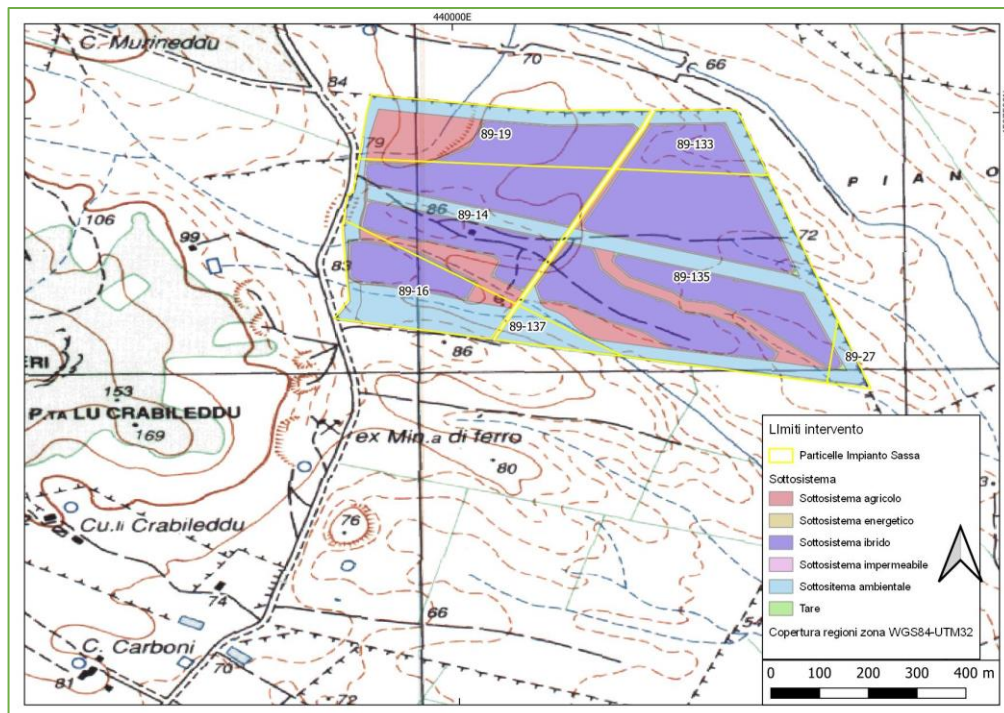 440000E
C. Murineddu
84
70
66
79
89-19
89-133
PIANO
106
86
89-14
72
99
83
89-135
89-16
89-137
86
89-27
ERI
153
P.TA LU CRABILEDDU
169
ex Min.a di ferro
80
76
Cu.li Crabileddu
74
66
54
C. Carboni
70
81
72
LImiti intervento
Particelle Impianto Sassa
Sottosistema
Sottosistema agricolo
Sottosistema energetico
Sottosistema ibrido
Sottosistema impermeabile
Sottositema ambientale
Tare
Copertura regioni zona WGS84-UTM32
0 100 200 300 400 m